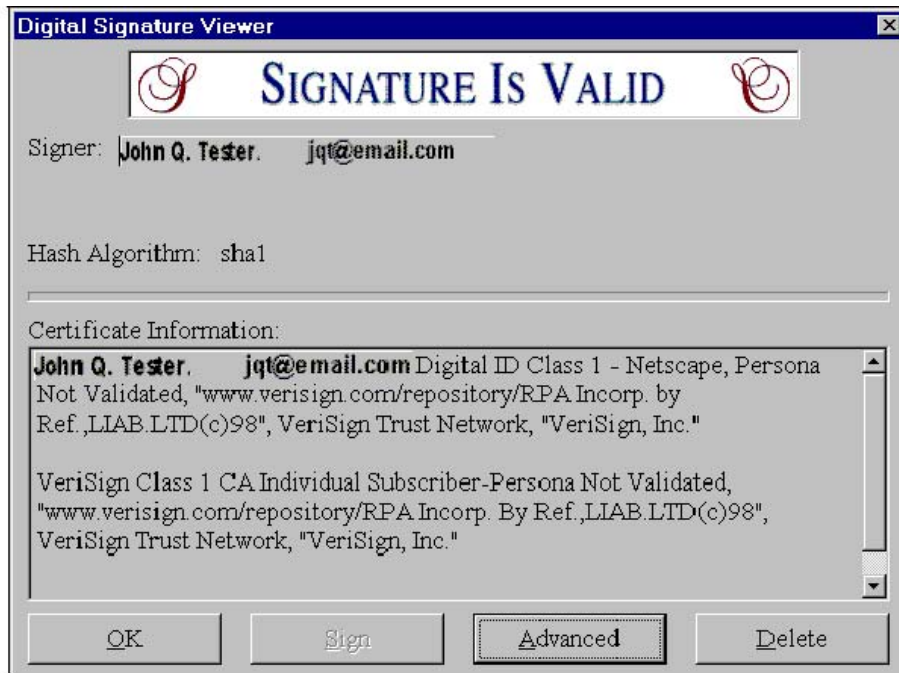 Digital Signature Viewer
SIGNATURE IS VALID
Signer: John Q. Tester. jqt@email.com
Hash Algorithm: sha1
Certificate Information:
John Q. Tester. jqt@email.com Digital ID Class 1 - Netscape, Persona
Not Validated, "www.verisign.com/repository/RPA Incorp. by
Ref.,LIAB.LTD(c)98", VeriSign Trust Network, "VeriSign, Inc."
VeriSign Class 1 CA Individual Subscriber-Persona Not Validated,
"www.verisign.com/repository/RPA Incorp. By Ref.,LIAB.LTD(c)98",
VeriSign Trust Network, "VeriSign, Inc."
OK Sign Advanced Delete